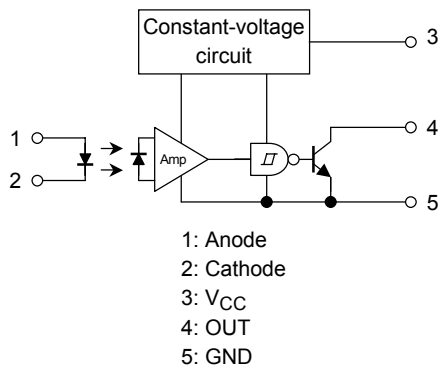 Constant-voltage
circuit
3
4
1
Amp
2
5
1: Anode
2: Cathode
3: VCC
4: OUT
5: GND